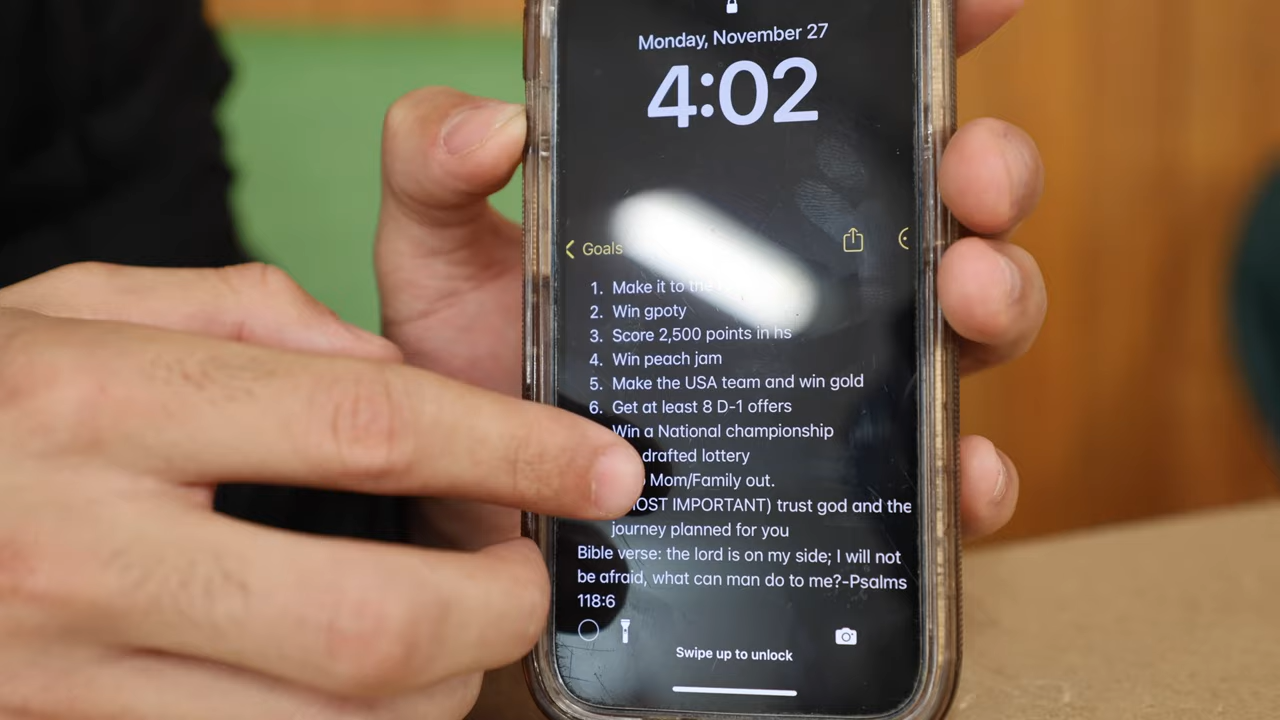 Monday, November 27
4:02
Goals
1. Make it to the
2. Win gpoty
3. Score 2,500 points in hs
4. Win peach jam
5. Make the USA team and win gold
6. Get at least 8 D-1 offers
Win a National championship
drafted lottery
Mom/Family out.
IMPORTANT) trust god and the
journey planned for you
Bible verse: the lord is on my side; I will not
be afraid, what can man do to me?-Psalms
118:6
Swipe up to unlock